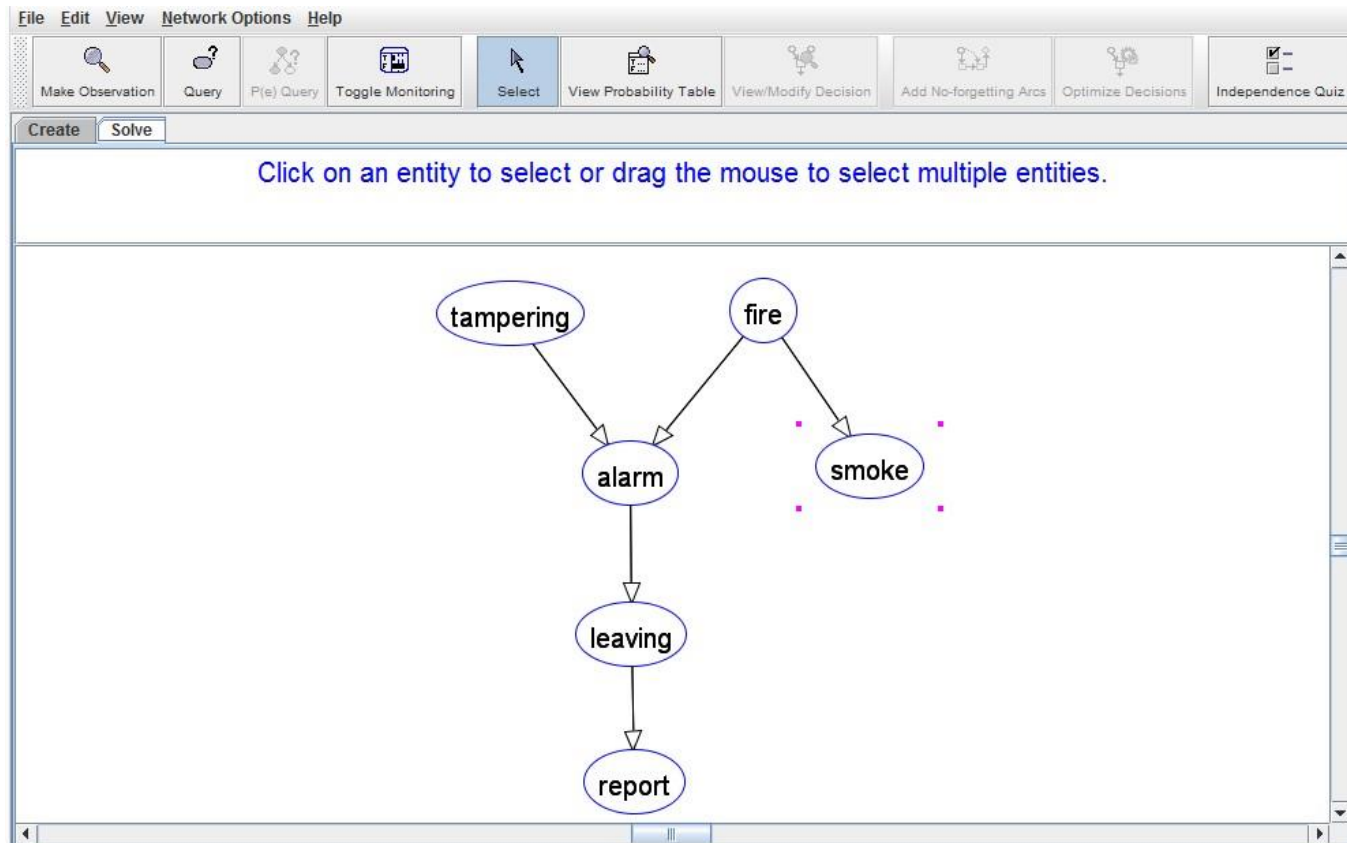 File Edit View Network Options Help
Make Observation Query P(e) Query Toggle Monitoring Select View Probability Table View/Modify Decision Add No-forgetting Arcs Optimize Decisions Independence Quiz
Create Solve
Click on an entity to select or drag the mouse to select multiple entities.
tampering fire
alarm smoke
leaving
report